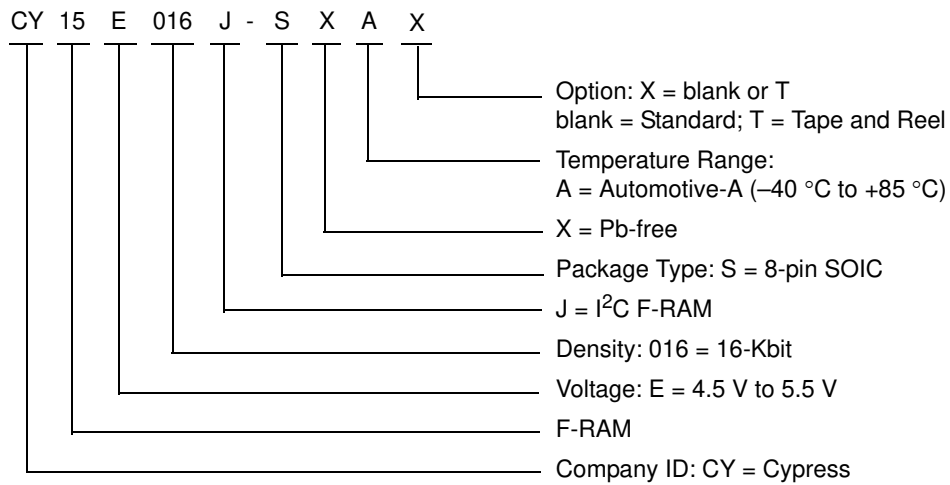 CY 15 E 016 J - S X A X
Option: X = blank or T
blank = Standard; T = Tape and Reel
Temperature Range:
A = Automotive-A (–40 °C to +85 °C)
X = Pb-free
Package Type: S = 8-pin SOIC
J = I²C F-RAM
Density: 016 = 16-Kbit
Voltage: E = 4.5 V to 5.5 V
F-RAM
Company ID: CY = Cypress